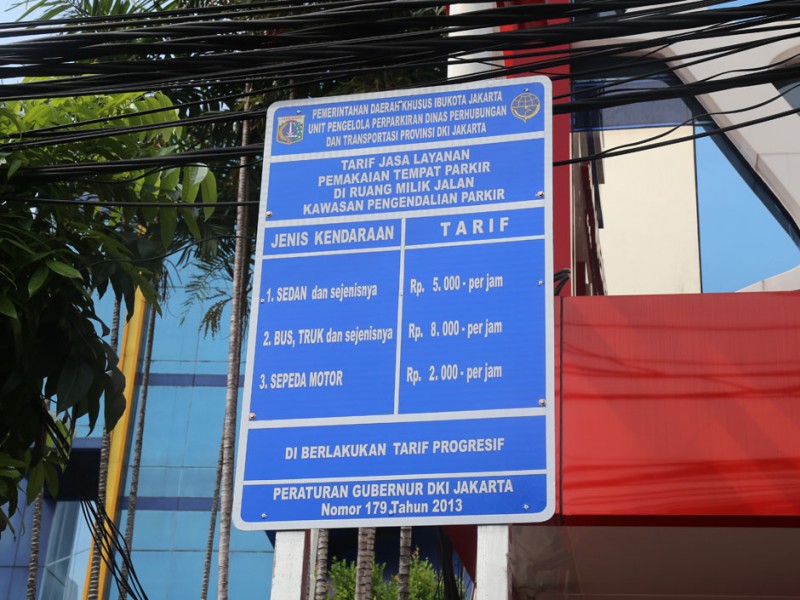 PEMERINTAHAN DAERAH KHUSUS IBUKOTA JAKARTA
UNIT PENGELOLA PERPARKIRAN DINAS PERHUBUNGAN
DAN TRANSPORTASI PROVINSI DKI JAKARTA
TARIF JASA LAYANAN
PEMAKAIAN TEMPAT PARKIR
DI RUANG MILIK JALAN
KAWASAN PENGENDALIAN PARKIR
JENIS KENDARAAN TARIF
1. SEDAN dan sejenisnya Rp. 5.000 - per jam
2. BUS, TRUK dan sejenisnya Rp. 8.000 - per jam
3. SEPEDA MOTOR Rp. 2.000 - per jam
DI BERLAKUKAN TARIF PROGRESIF
PERATURAN GUBERNUR DKI JAKARTA
Nomor 179 Tahun 2013